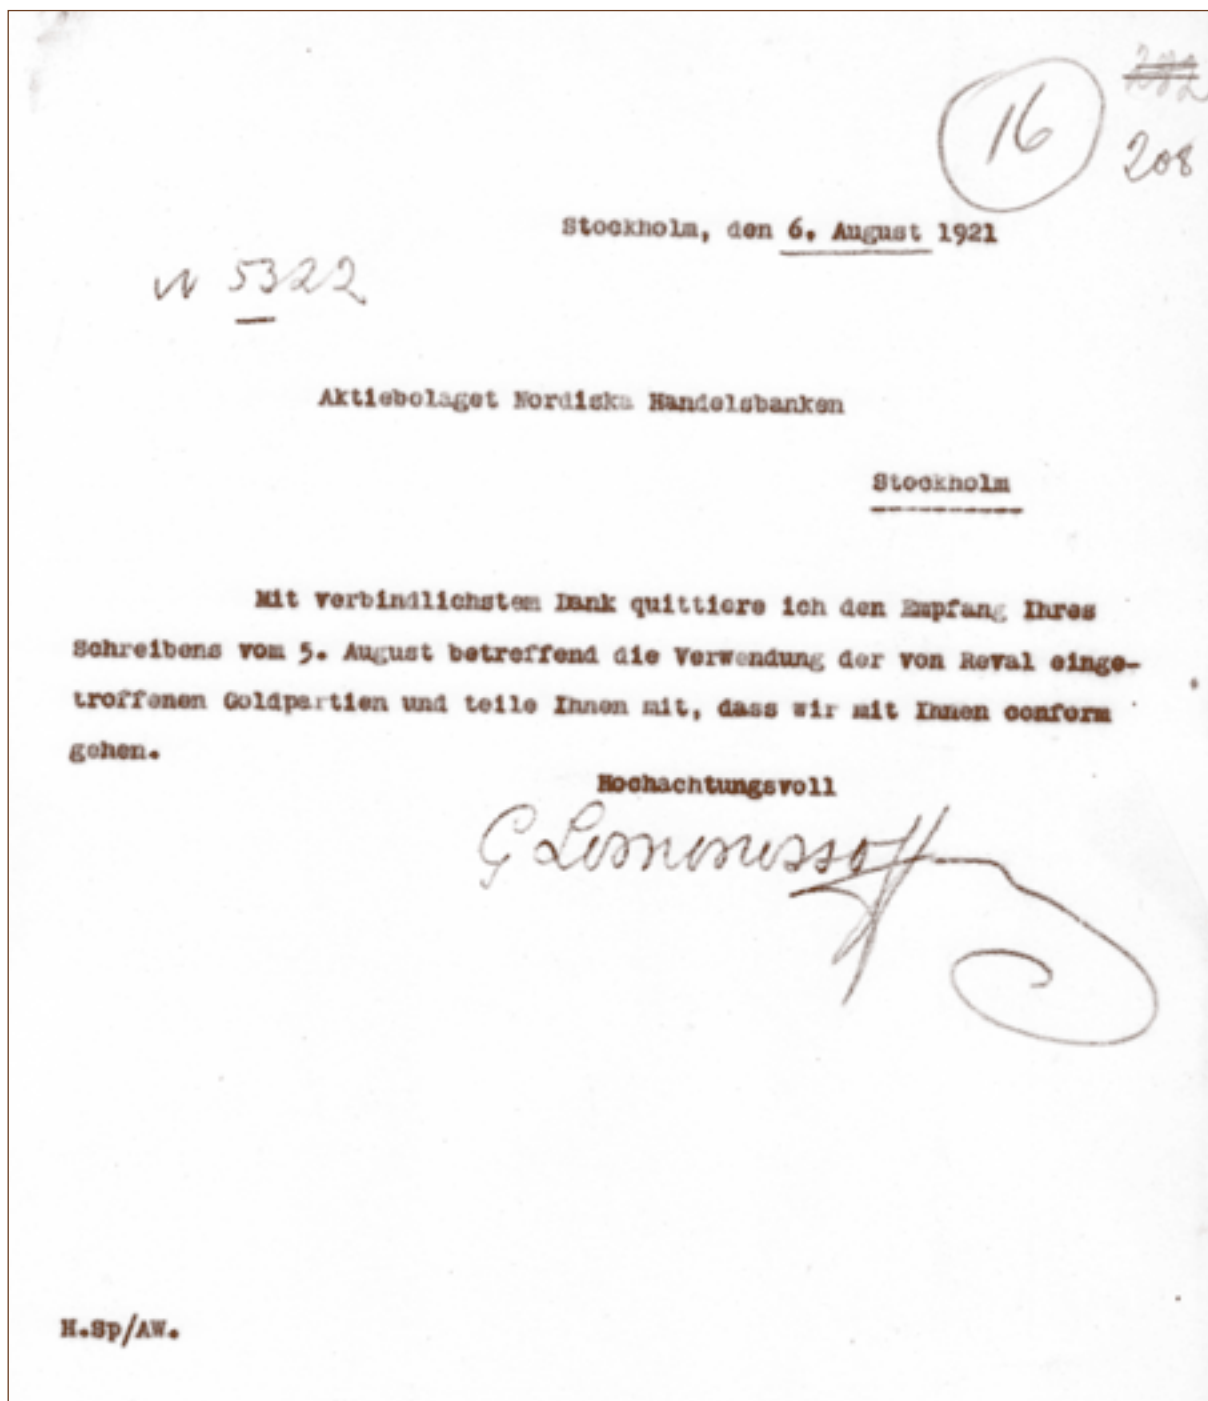 282
16
208
Stockholm, den 6. August 1921
N 5322
Aktiebolaget Nordiska Handelsbanken
Stockholm
Mit verbindlichstem Dank quittiere ich den Empfang Ihres
Schreibens vom 5. August betreffend die Verwendung der von Reval einge-
troffenen Goldpartien und teile Ihnen mit, dass wir mit Ihnen conform
gehen.
Hochachtungsvoll
G Lomonossoff
H.Sp/AW.